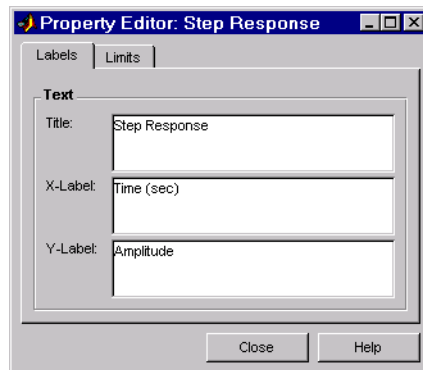 Property Editor: Step Response
Labels
Limits
Text
Title:
Step Response
X-Label:
Time (sec)
Y-Label:
Amplitude
Close
Help